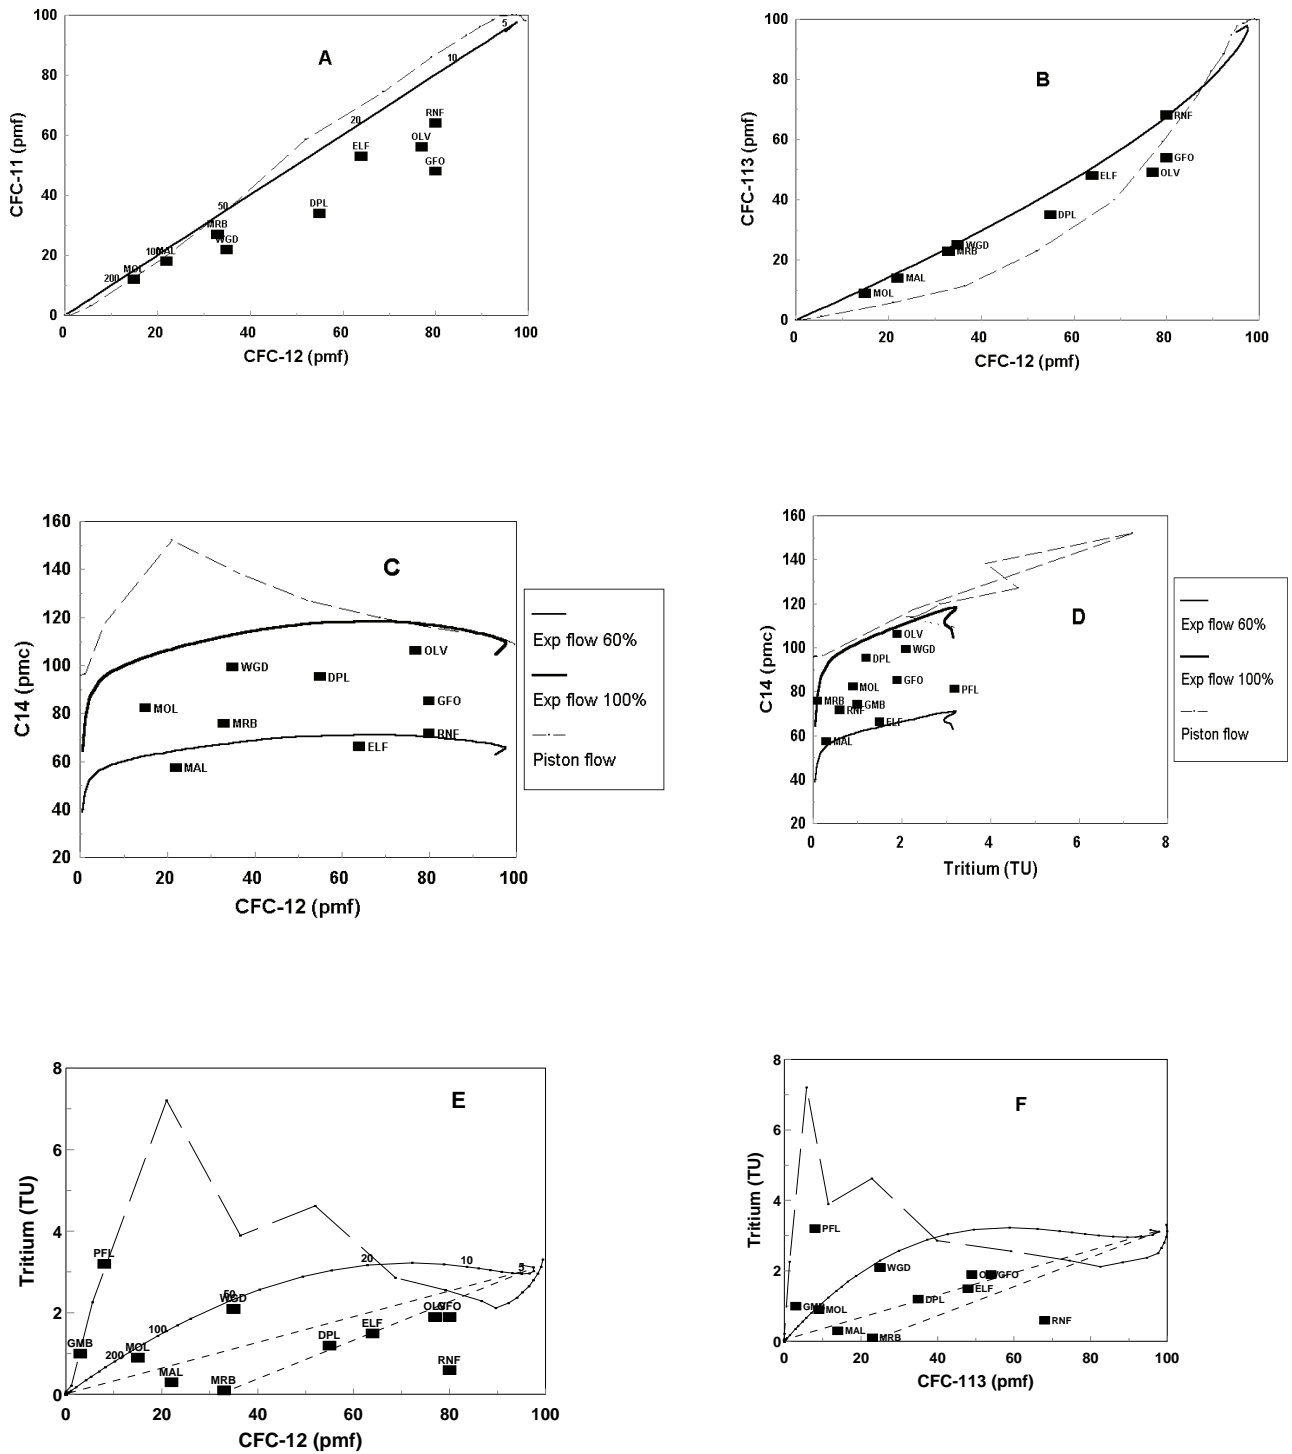 A
CFC-11 (pmf)
100
80
60
40
20
0
5
10
20
50
100
200
RNF
OLV
ELF
GFO
DPL
MRB
WGD
MAL
MOL
0 20 40 60 80 100
CFC-12 (pmf)
B
CFC-113 (pmf)
100
80
60
40
20
0
RNF
GFO
OLV
ELF
DPL
WGD
MRB
MAL
MOL
0 20 40 60 80 100
CFC-12 (pmf)
C
C14 (pmc)
160
140
120
100
80
60
40
20
OLV
WGD
DPL
GFO
MOL
MRB
RNF
ELF
MAL
0 20 40 60 80 100
CFC-12 (pmf)
Exp flow 60%
Exp flow 100%
Piston flow
D
C14 (pmc)
160
140
120
100
80
60
40
20
OLV
WGD
DPL
GFO
MOL
PFL
MRB
GMB
RNF
ELF
MAL
0 2 4 6 8
Tritium (TU)
Exp flow 60%
Exp flow 100%
Piston flow
E
Tritium (TU)
8
6
4
2
0
PFL
20
10
5
50
WGD
100
200
OLV
GFO
ELF
DPL
GMB
MOL
RNF
MAL
MRB
0 20 40 60 80 100
CFC-12 (pmf)
F
Tritium (TU)
8
6
4
2
0
PFL
WGD
OLV
GFO
ELF
DPL
GMB
MOL
RNF
MAL
MRB
0 20 40 60 80 100
CFC-113 (pmf)